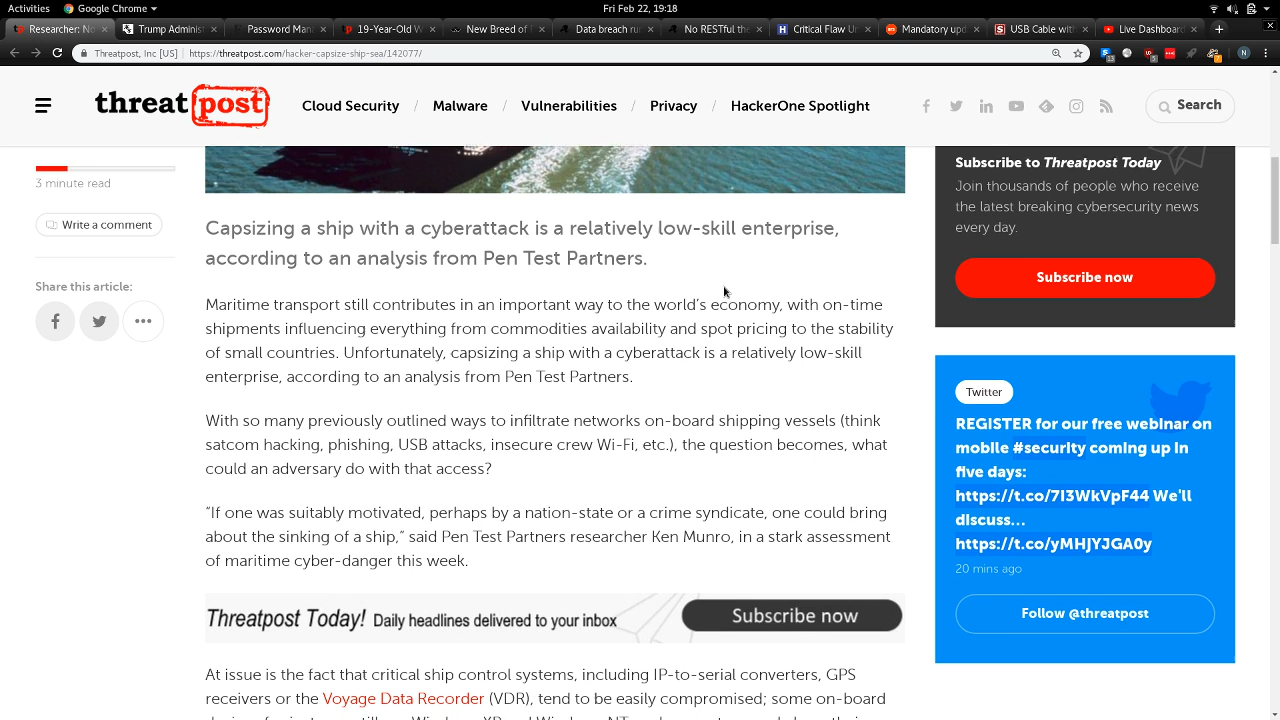 Activities
Google Chrome
Fri Feb 22, 19:18
Researcher: No
Trump Administ
Password Man
19-Year-Old W
New Breed of
Data breach ru
No RESTful the
Critical Flaw U
Mandatory upd
USB Cable with
Live Dashboard
Threatpost, Inc [US]
https://threatpost.com/hacker-capsize-ship-sea/142077/
threatpost
Cloud Security / Malware / Vulnerabilities / Privacy / HackerOne Spotlight
Search
3 minute read
Write a comment
Share this article:
Capsizing a ship with a cyberattack is a relatively low-skill enterprise,
according to an analysis from Pen Test Partners.
Maritime transport still contributes in an important way to the world's economy, with on-time
shipments influencing everything from commodities availability and spot pricing to the stability
of small countries. Unfortunately, capsizing a ship with a cyberattack is a relatively low-skill
enterprise, according to an analysis from Pen Test Partners.
With so many previously outlined ways to infiltrate networks on-board shipping vessels (think
satcom hacking, phishing, USB attacks, insecure crew Wi-Fi, etc.), the question becomes, what
could an adversary do with that access?
“If one was suitably motivated, perhaps by a nation-state or a crime syndicate, one could bring
about the sinking of a ship,” said Pen Test Partners researcher Ken Munro, in a stark assessment
of maritime cyber-danger this week.
Threatpost Today! Daily headlines delivered to your inbox
Subscribe now
At issue is the fact that critical ship control systems, including IP-to-serial converters, GPS
receivers or the Voyage Data Recorder (VDR), tend to be easily compromised; some on-board
Subscribe to Threatpost Today
Join thousands of people who receive
the latest breaking cybersecurity news
every day.
Subscribe now
Twitter
REGISTER for our free webinar on
mobile #security coming up in
five days:
https://t.co/7I3WkVpF44 We'll
discuss…
https://t.co/yMHJYJGA0y
20 mins ago
Follow @threatpost